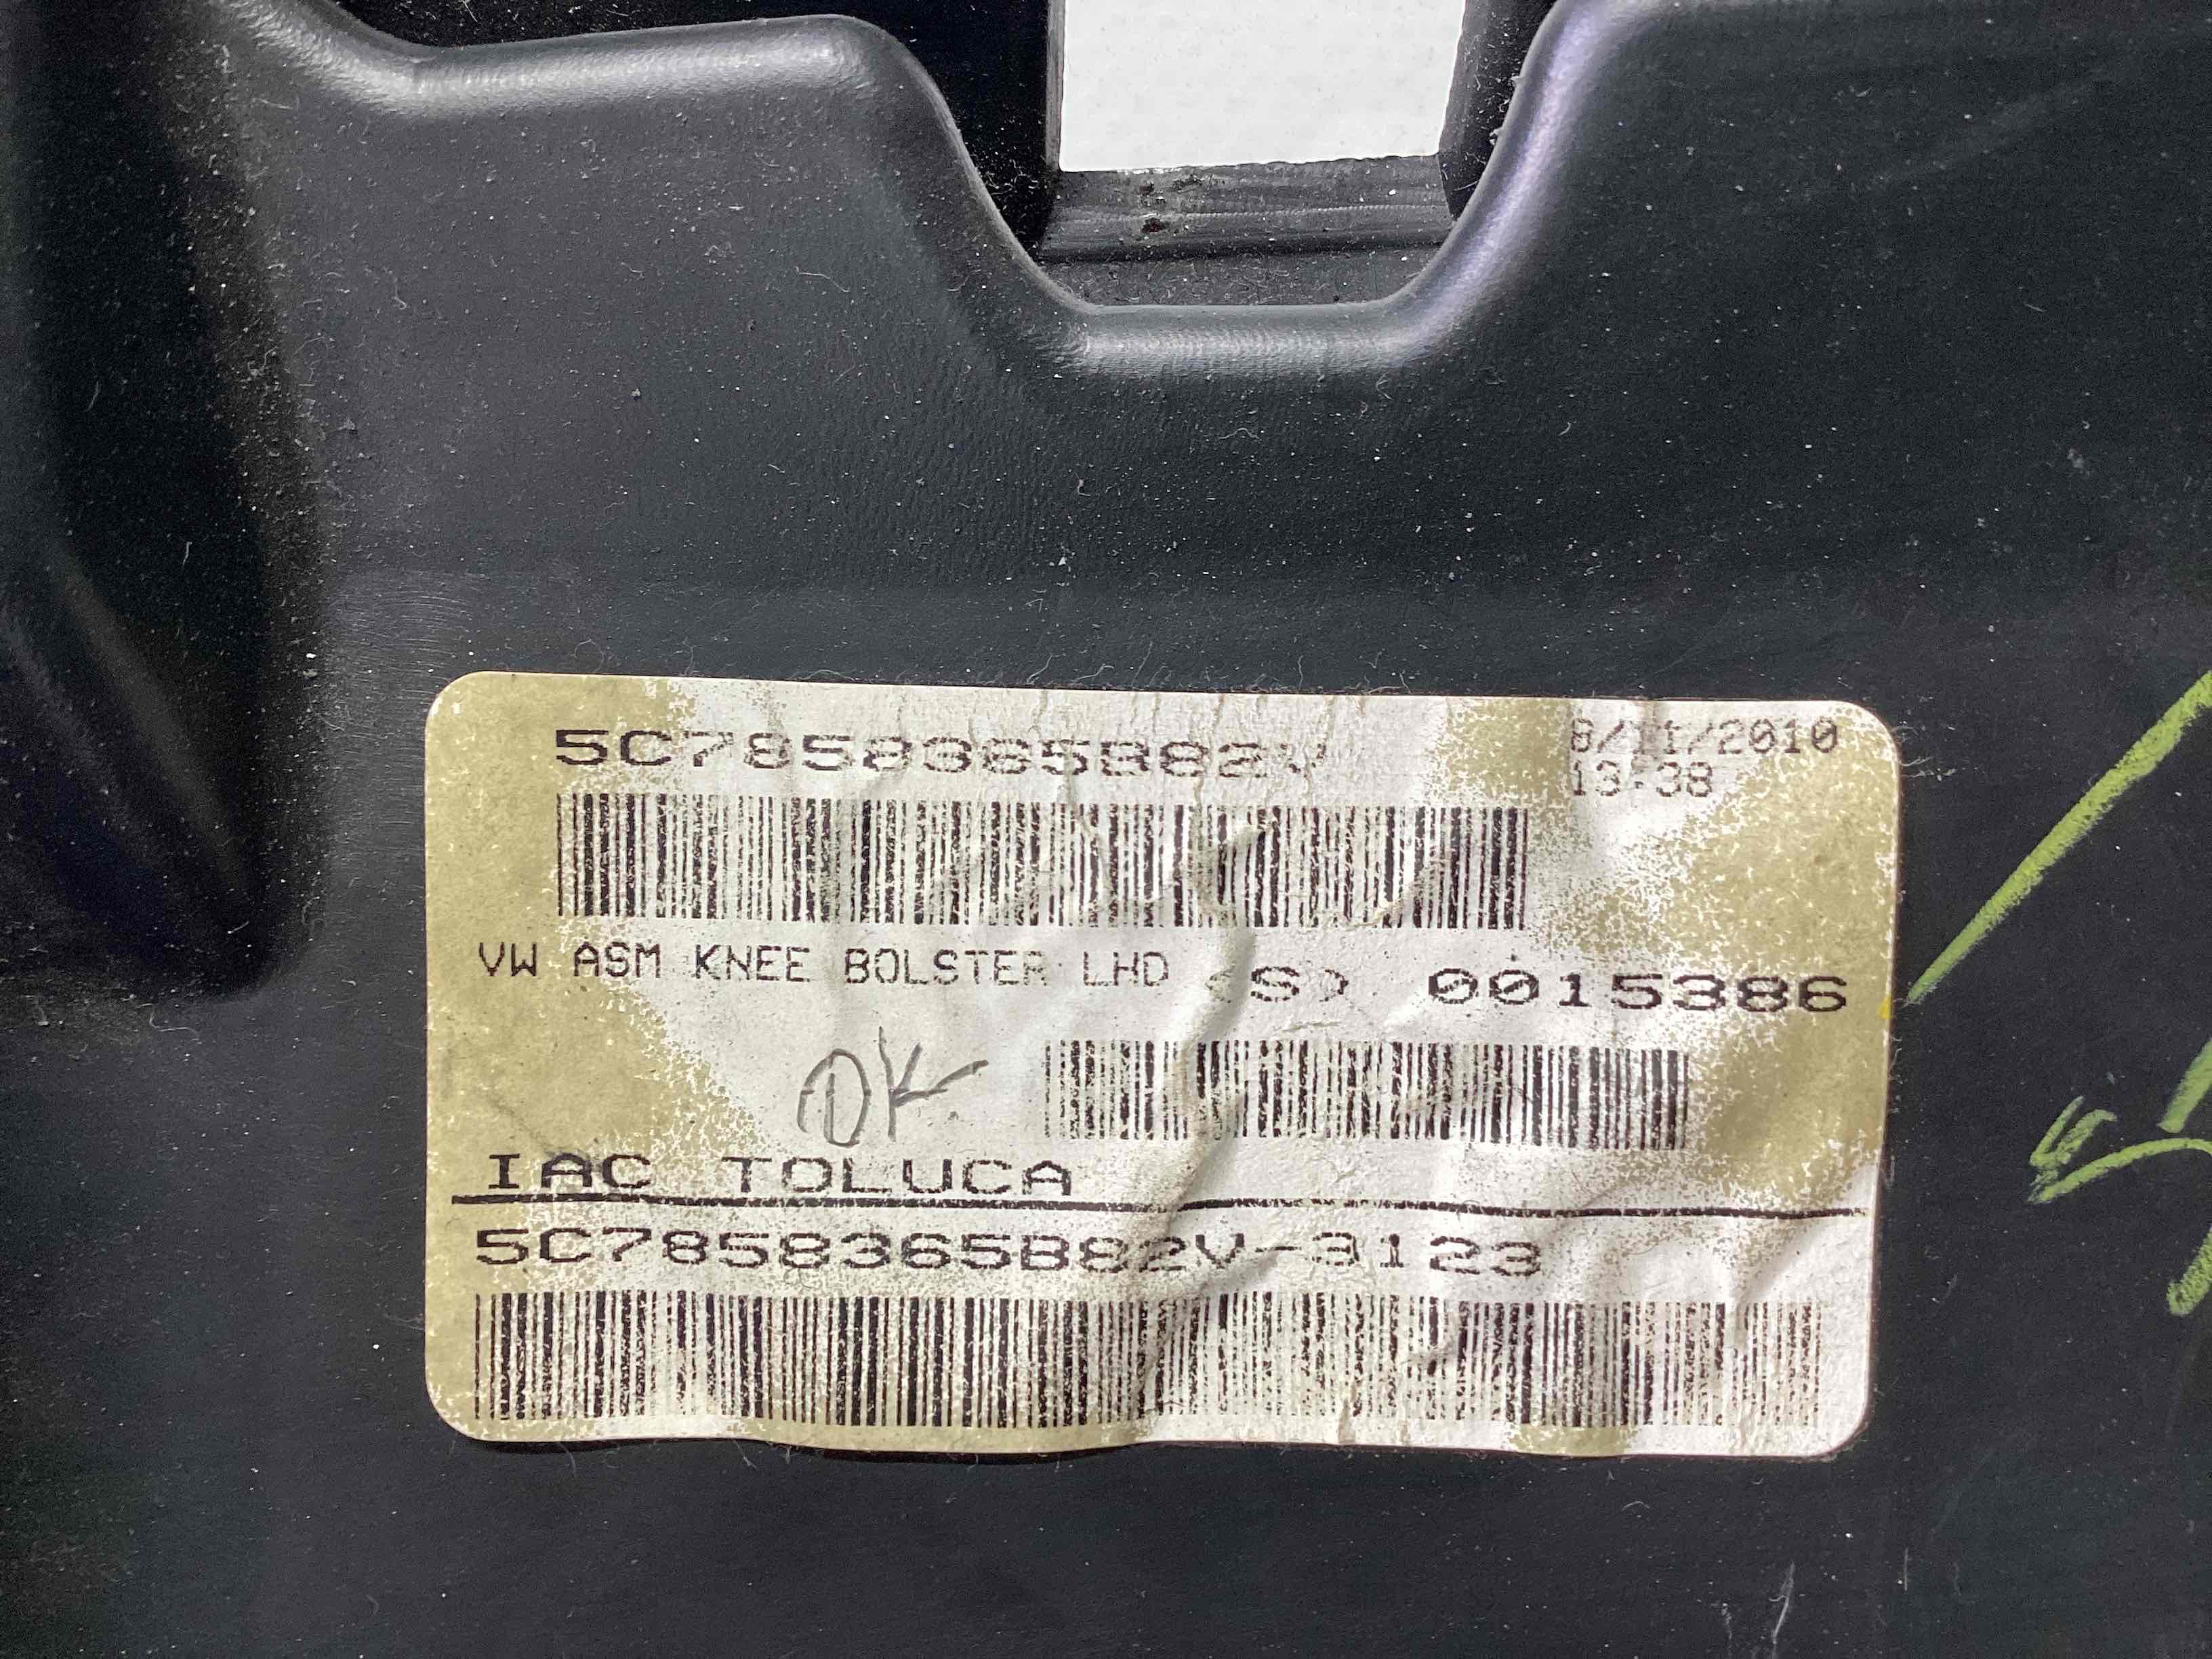 5C7858365B82V
8/11/2010
13:38
VW ASM KNEE BOLSTER LHD
(S) 0015386
OK
IAC TOLUCA
5C7858365B82V-3123